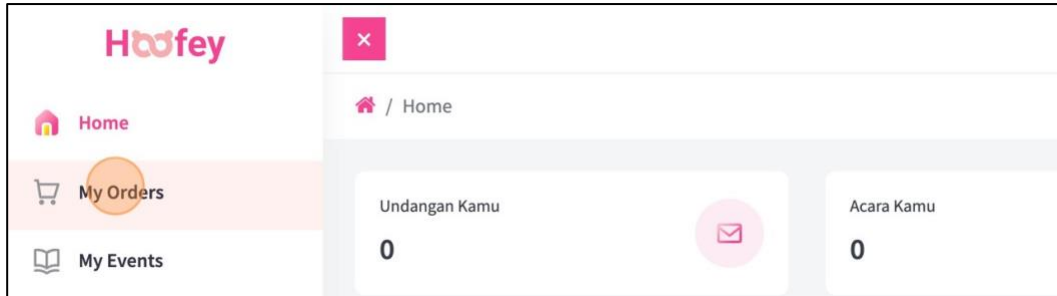 Hoofey
Home
My Orders
My Events
×
/ Home
Undangan Kamu
0
Acara Kamu
0